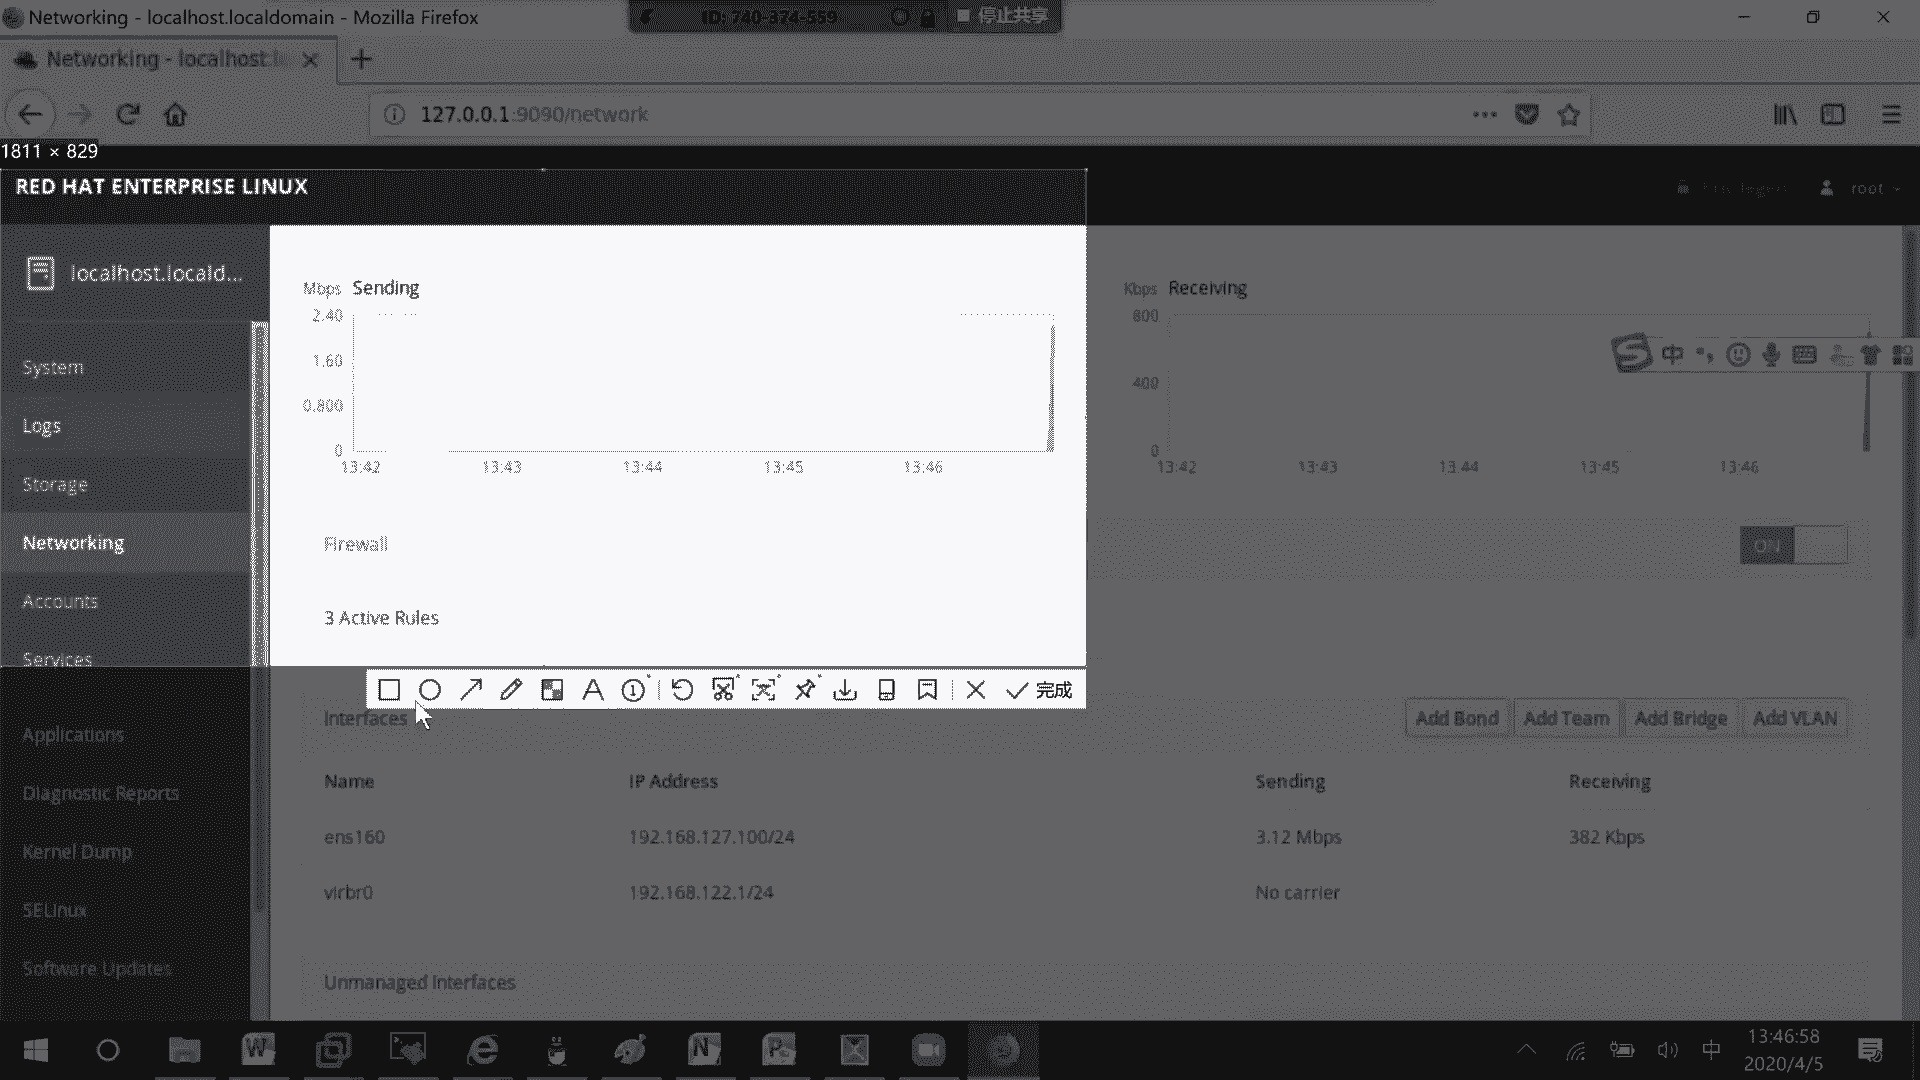 Networking - localhost.localdomain - Mozilla Firefox
ID: 740-374-559
停止共享
Networking - localhost.l
127.0.0.1:9090/network
1811 × 829
RED HAT ENTERPRISE LINUX
root
localhost.locald...
System
Logs
Storage
Networking
Accounts
Services
Applications
Diagnostic Reports
Kernel Dump
SELinux
Software Updates
Mbps Sending
2.40
1.60
0.800
0
13:42 13:43 13:44 13:45 13:46
Kbps Receiving
800
400
0
13:42 13:43 13:44 13:45 13:46
中
Firewall
ON
3 Active Rules
完成
Interfaces
Add Bond Add Team Add Bridge Add VLAN
Name IP Address Sending Receiving
ens160 192.168.127.100/24 3.12 Mbps 382 Kbps
virbr0 192.168.122.1/24 No carrier
Unmanaged Interfaces
中
13:46:58
2020/4/5